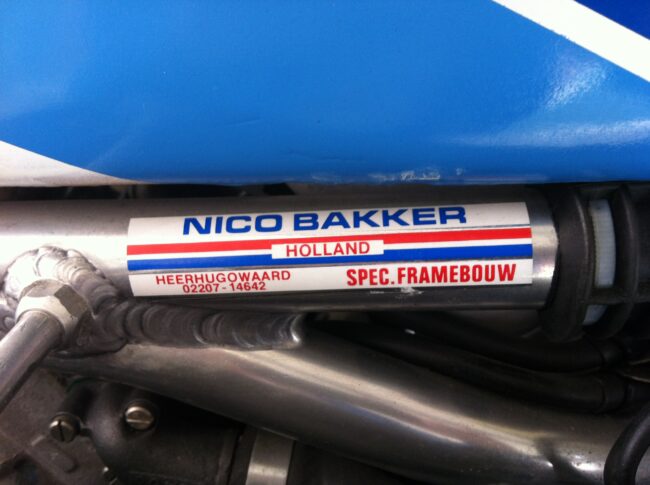 NICO BAKKER
HOLLAND
HEERHUGOWAARD
02207-14642
SPEC.FRAMEBOUW